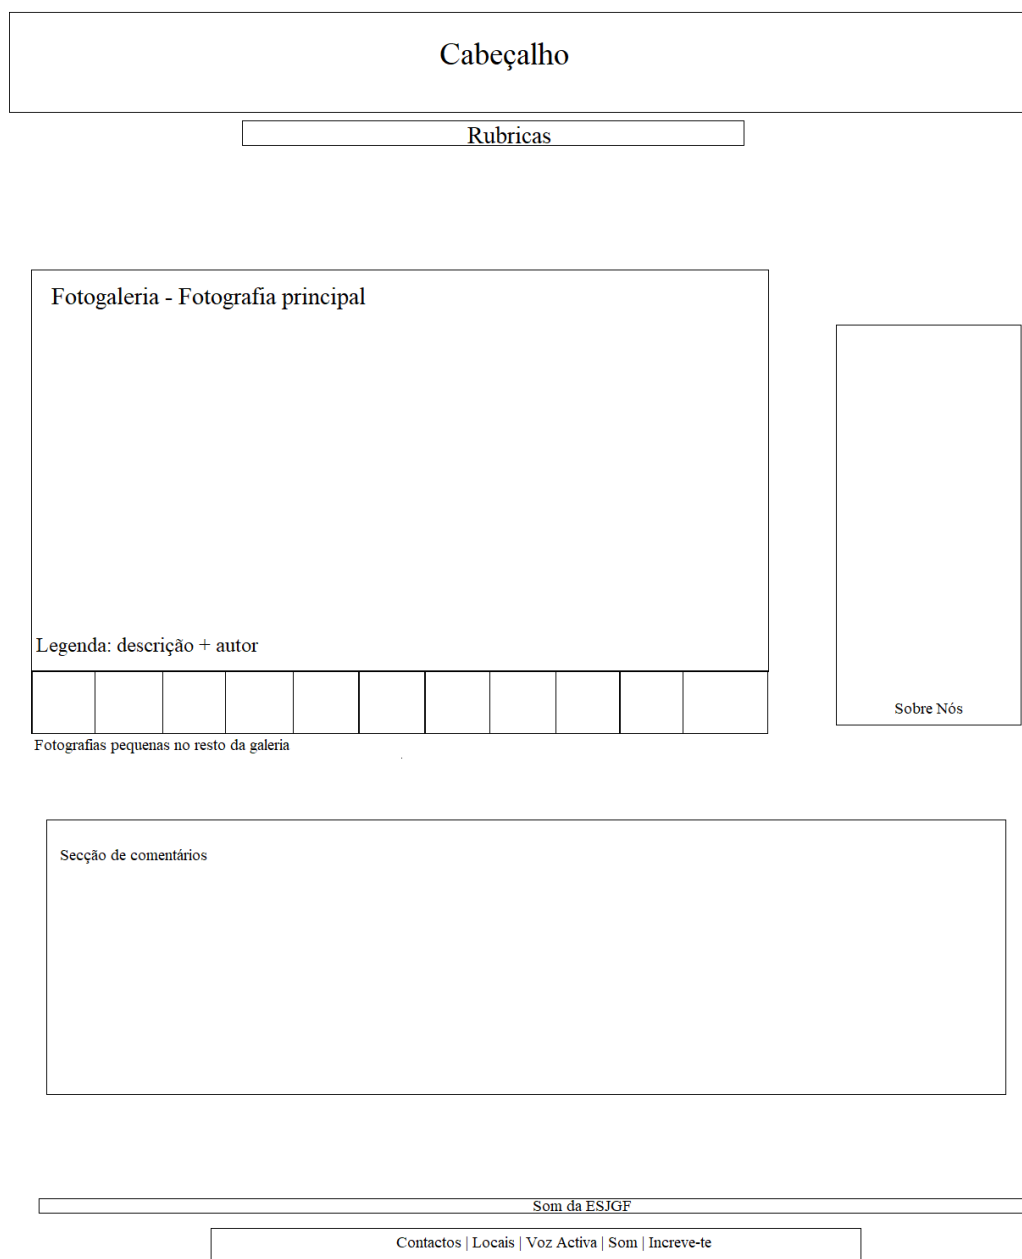 Cabeçalho
Rubricas
Fotogaleria - Fotografia principal
Legenda: descrição + autor
Sobre Nós
Fotografias pequenas no resto da galeria
Secção de comentários
Som da ESJGF
Contactos | Locais | Voz Activa | Som | Increve-te